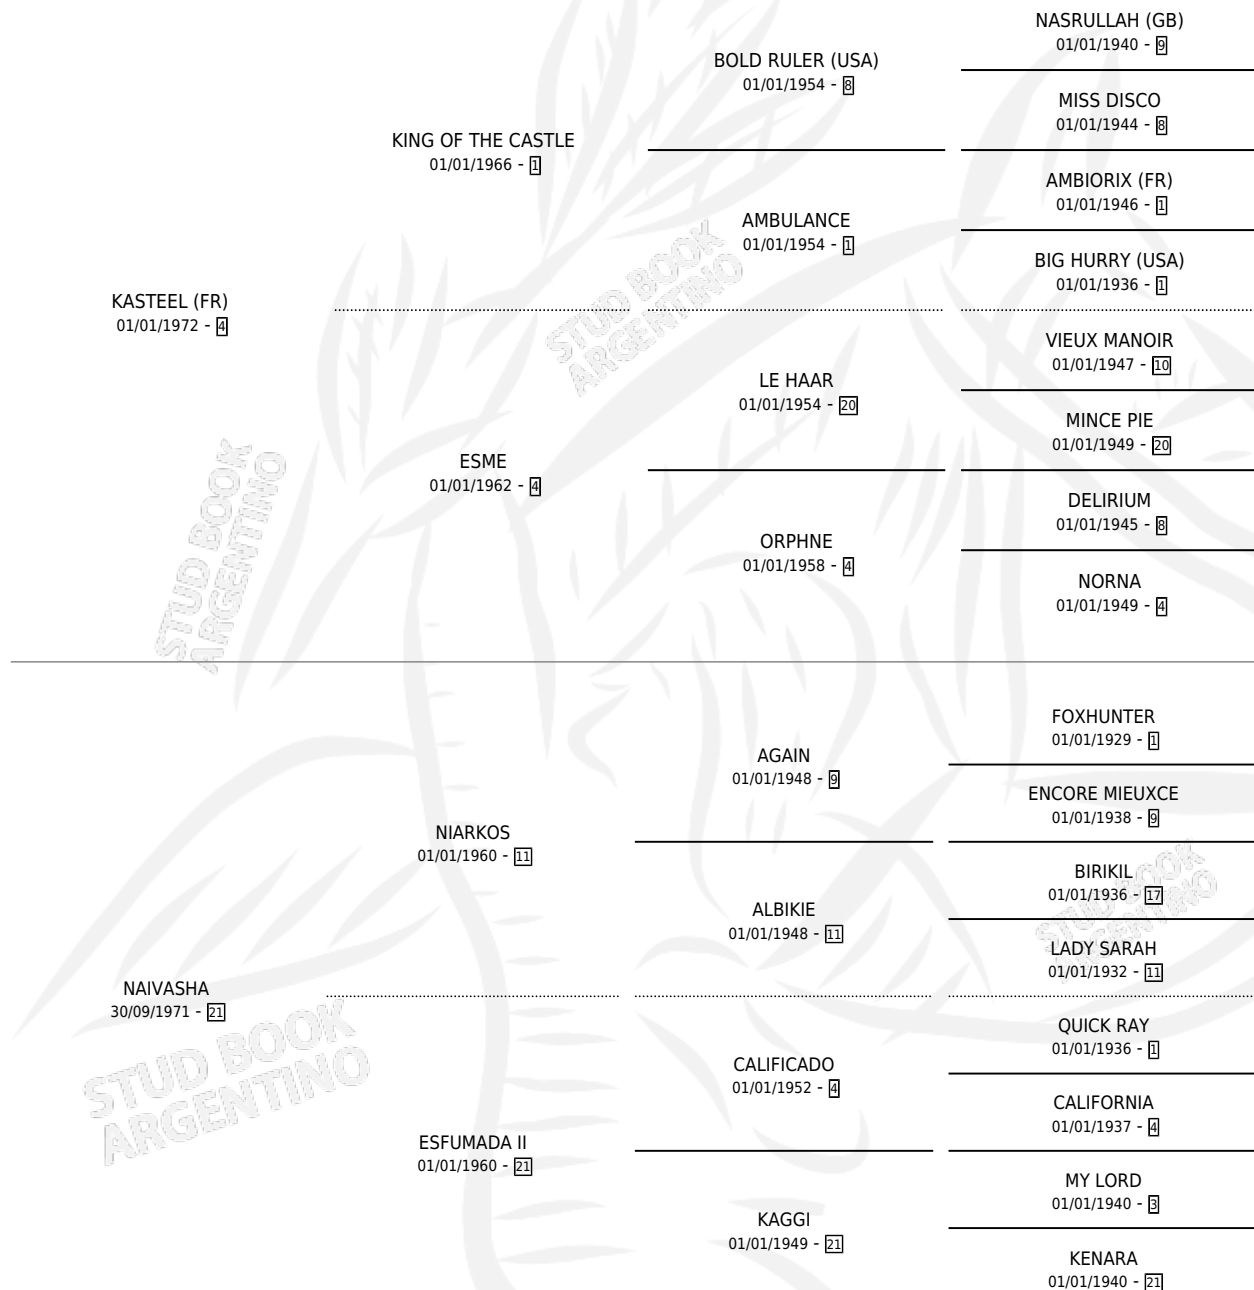 NASRULLAH (GB)
01/01/1940 - 9
BOLD RULER (USA)
01/01/1954 - 8
MISS DISCO
01/01/1944 - 8
KING OF THE CASTLE
01/01/1966 - 1
AMBIORIX (FR)
01/01/1946 - 1
AMBULANCE
01/01/1954 - 1
BIG HURRY (USA)
01/01/1936 - 1
KASTEEL (FR)
01/01/1972 - 4
VIEUX MANOIR
01/01/1947 - 10
LE HAAR
01/01/1954 - 20
MINCE PIE
01/01/1949 - 20
ESME
01/01/1962 - 4
DELIRIUM
01/01/1945 - 8
ORPHNE
01/01/1958 - 4
NORNA
01/01/1949 - 4
FOXHUNTER
01/01/1929 - 1
AGAIN
01/01/1948 - 9
ENCORE MIEUXCE
01/01/1938 - 9
NIARKOS
01/01/1960 - 11
BIRIKIL
01/01/1936 - 17
ALBIKIE
01/01/1948 - 11
LADY SARAH
01/01/1932 - 11
NAIVASHA
30/09/1971 - 21
QUICK RAY
01/01/1936 - 1
CALIFICADO
01/01/1952 - 4
CALIFORNIA
01/01/1937 - 4
ESFUMADA II
01/01/1960 - 21
MY LORD
01/01/1940 - 3
KAGGI
01/01/1949 - 21
KENARA
01/01/1940 - 21
STUD BOOK
ARGENTINO
STUD BOOK
ARGENTINO
STUD BOOK
ARGENTINO
STUD BOOK
ARGENTINO